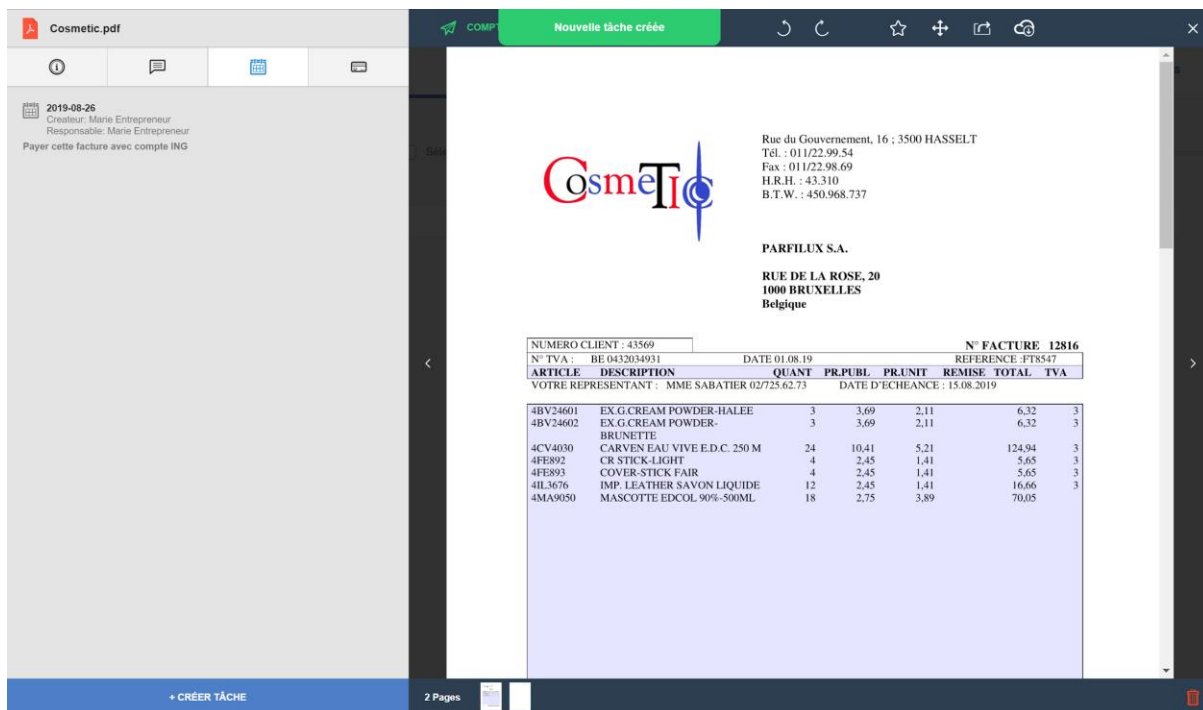 Cosmetic.pdf
COMPT
Nouvelle tâche créée
2019-08-26
Createur: Marie Entrepreneur
Responsable: Marie Entrepreneur
Payer cette facture avec compte ING
CosmeTIC
Rue du Gouvernement, 16 ; 3500 HASSELT
Tél. : 011/22.99.54
Fax : 011/22.98.69
H.R.H. : 43.310
B.T.W. : 450.968.737
PARFILUX S.A.
RUE DE LA ROSE, 20
1000 BRUXELLES
Belgique
NUMERO CLIENT : 43569 N° FACTURE 12816
N° TVA : BE 0432034931 DATE 01.08.19 REFERENCE :FT8547
ARTICLE DESCRIPTION QUANT PR.PUBL PR.UNIT REMISE TOTAL TVA
VOTRE REPRESENTANT : MME SABATIER 02/725.62.73 DATE D'ECHEANCE : 15.08.2019
4BV24601 EX.G.CREAM POWDER-HALEE 3 3,69 2,11 6,32 3
4BV24602 EX.G.CREAM POWDER- 3 3,69 2,11 6,32 3
BRUNETTE
4CV4030 CARVEN EAU VIVE E.D.C. 250 M 24 10,41 5,21 124,94 3
4FE892 CR STICK-LIGHT 4 2,45 1,41 5,65 3
4FE893 COVER-STICK FAIR 4 2,45 1,41 5,65 3
4IL3676 IMP. LEATHER SAVON LIQUIDE 12 2,45 1,41 16,66 3
4MA9050 MASCOTTE EDCOL 90%-500ML 18 2,75 3,89 70,05
+ CRÉER TÂCHE
2 Pages